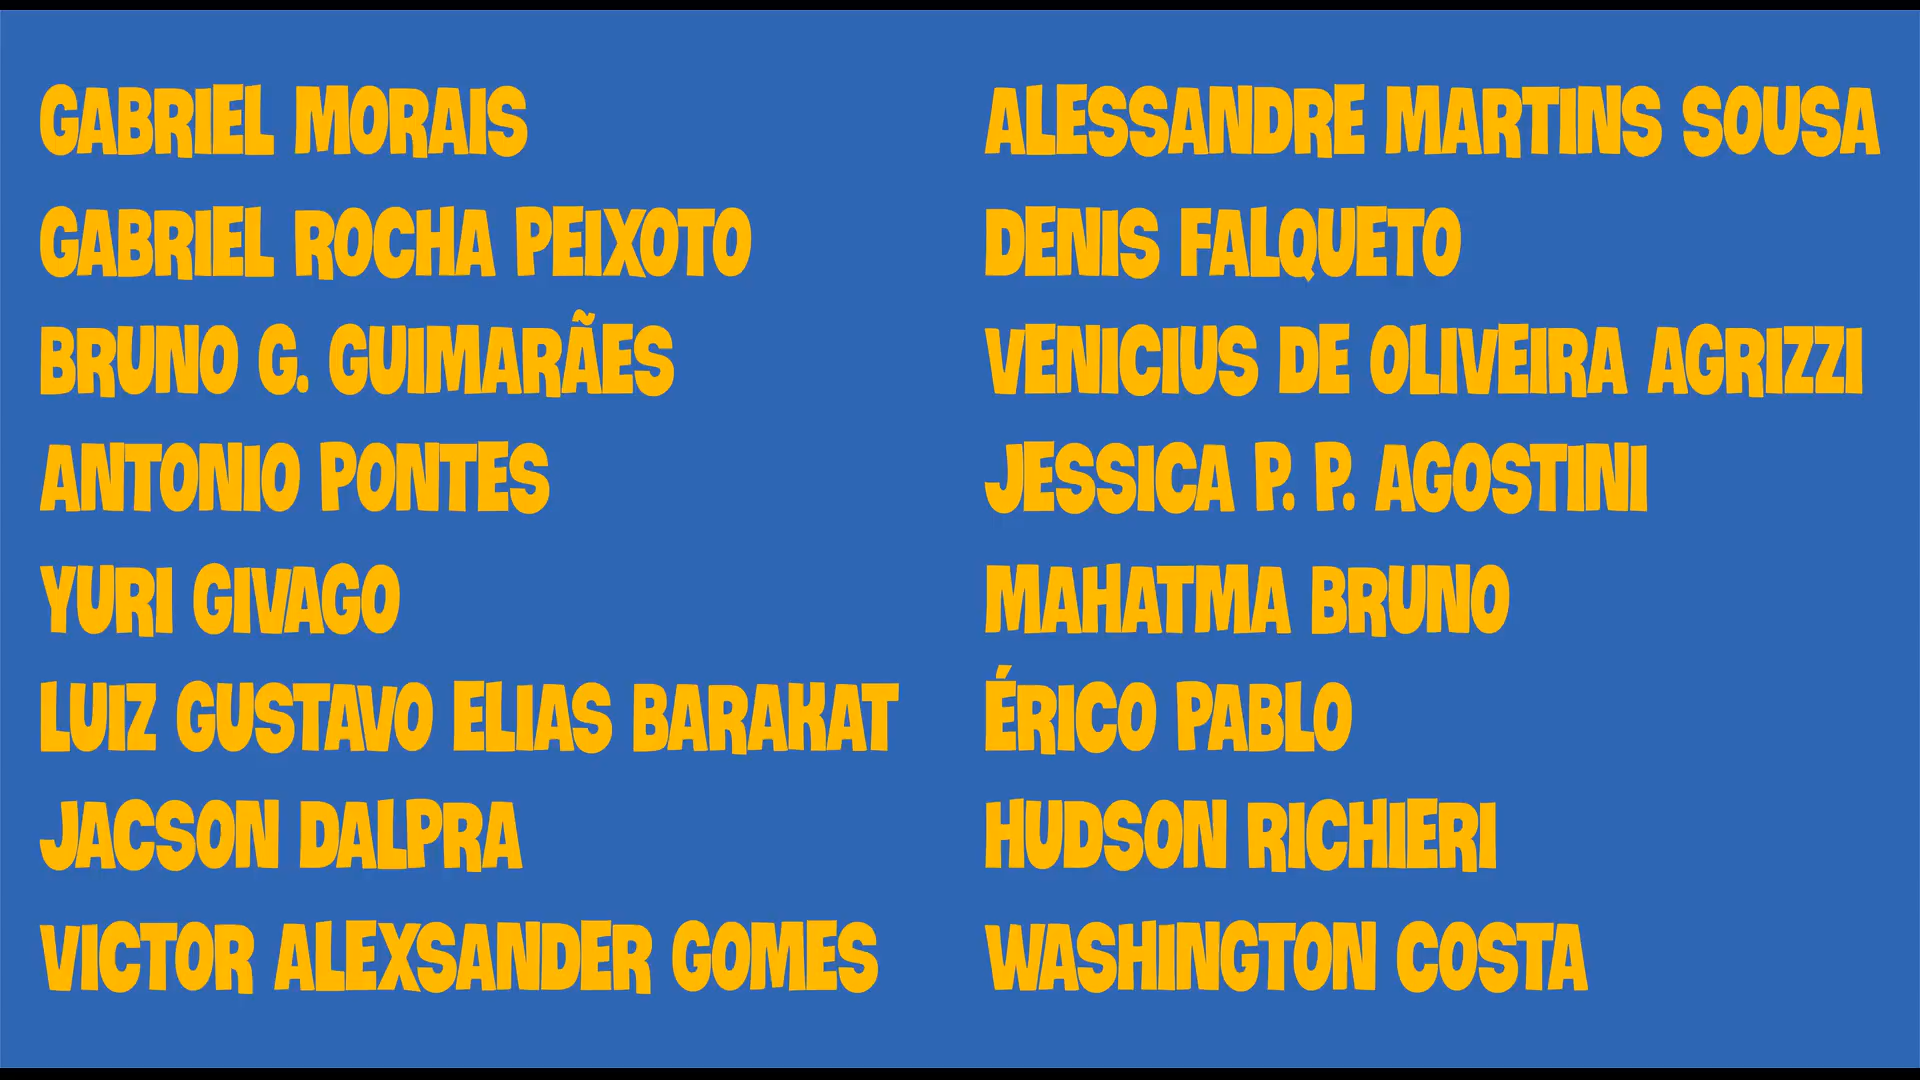 GABRIEL MORAIS
GABRIEL ROCHA PEIXOTO
BRUNO G. GUIMARÃES
ANTONIO PONTES
YURI GIVAGO
LUIZ GUSTAVO ELIAS BARAKAT
JACSON DALPRA
VICTOR ALEXSANDER GOMES
ALESSANDRE MARTINS SOUSA
DENIS FALQUETO
VENICIUS DE OLIVEIRA AGRIZZI
JESSICA P. P. AGOSTINI
MAHATMA BRUNO
ÉRICO PABLO
HUDSON RICHIERI
WASHINGTON COSTA